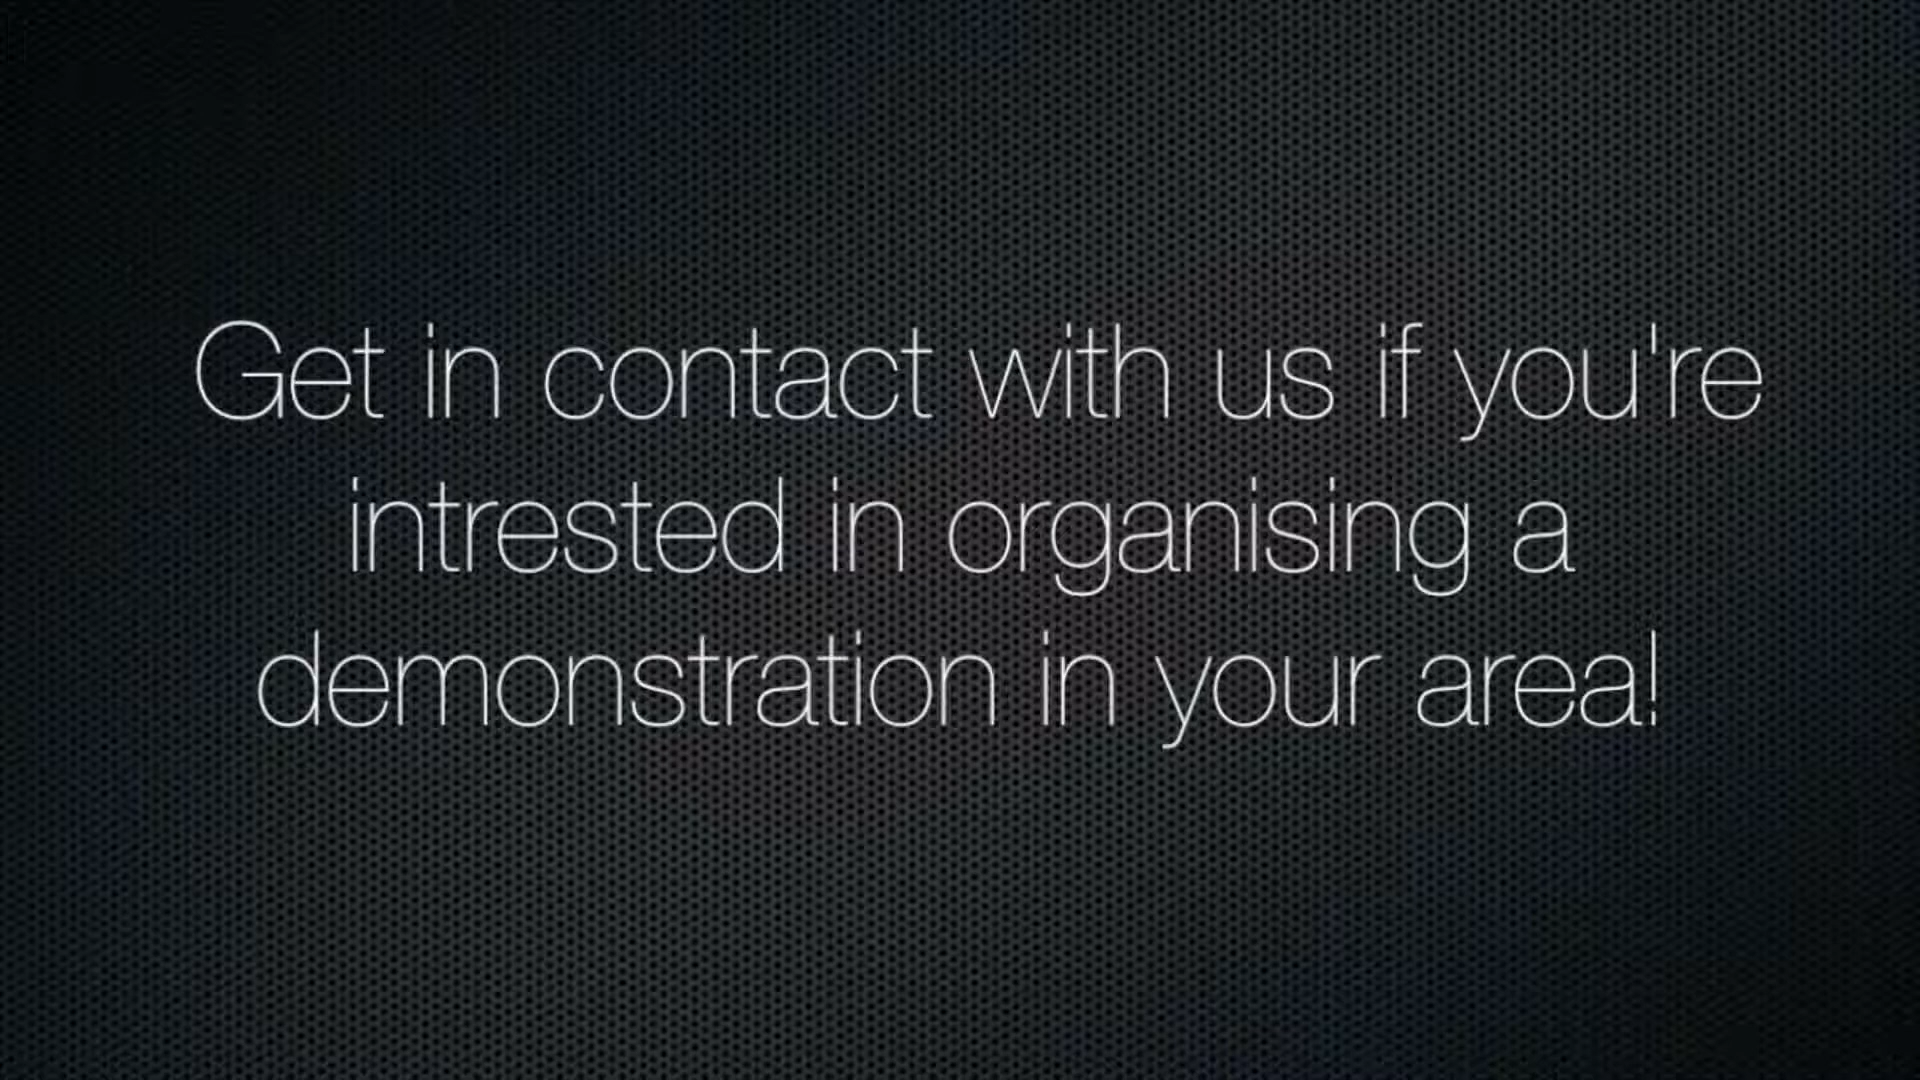 Get in contact with us if you're
intrested in organising a
demonstration in your area!